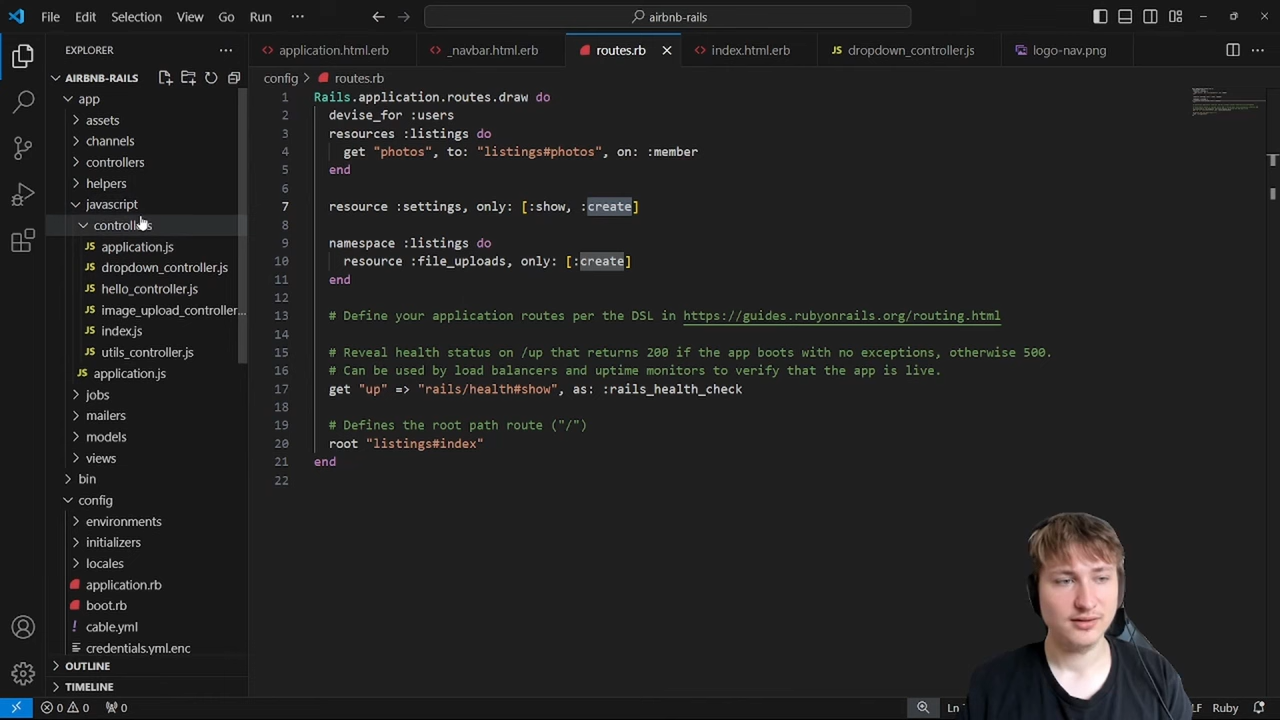 File Edit Selection View Go Run ··· airbnb-rails
EXPLORER ···
application.html.erb _navbar.html.erb routes.rb index.html.erb dropdown_controller.js logo-nav.png
AIRBNB-RAILS
config > routes.rb
app
assets
channels
controllers
helpers
javascript
controllers
JS application.js
JS dropdown_controller.js
JS hello_controller.js
JS image_upload_controller...
JS index.js
JS utils_controller.js
JS application.js
jobs
mailers
models
views
bin
config
environments
initializers
locales
application.rb
boot.rb
! cable.yml
credentials.yml.enc
OUTLINE
TIMELINE
1 Rails.application.routes.draw do
2 devise_for :users
3 resources :listings do
4 get "photos", to: "listings#photos", on: :member
5 end
6
7 resource :settings, only: [:show, :create]
8
9 namespace :listings do
10 resource :file_uploads, only: [:create]
11 end
12
13 # Define your application routes per the DSL in https://guides.rubyonrails.org/routing.html
14
15 # Reveal health status on /up that returns 200 if the app boots with no exceptions, otherwise 500.
16 # Can be used by load balancers and uptime monitors to verify that the app is live.
17 get "up" => "rails/health#show", as: :rails_health_check
18
19 # Defines the root path route ("/")
20 root "listings#index"
21 end
22
0 0 0 Ruby